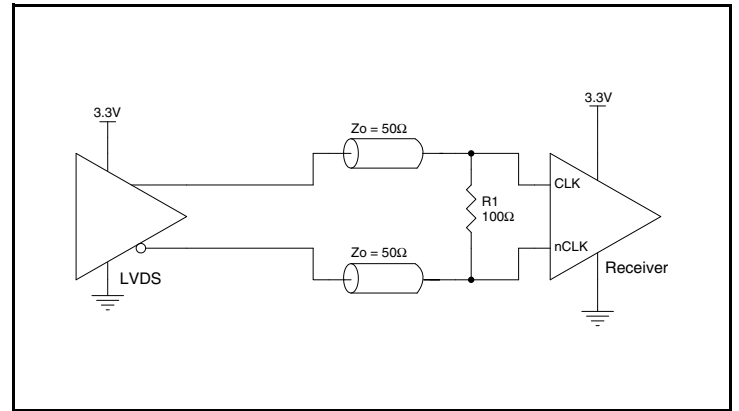 3.3V
3.3V
Zo = 50Ω
CLK
R1
100Ω
nCLK
Zo = 50Ω
Receiver
LVDS